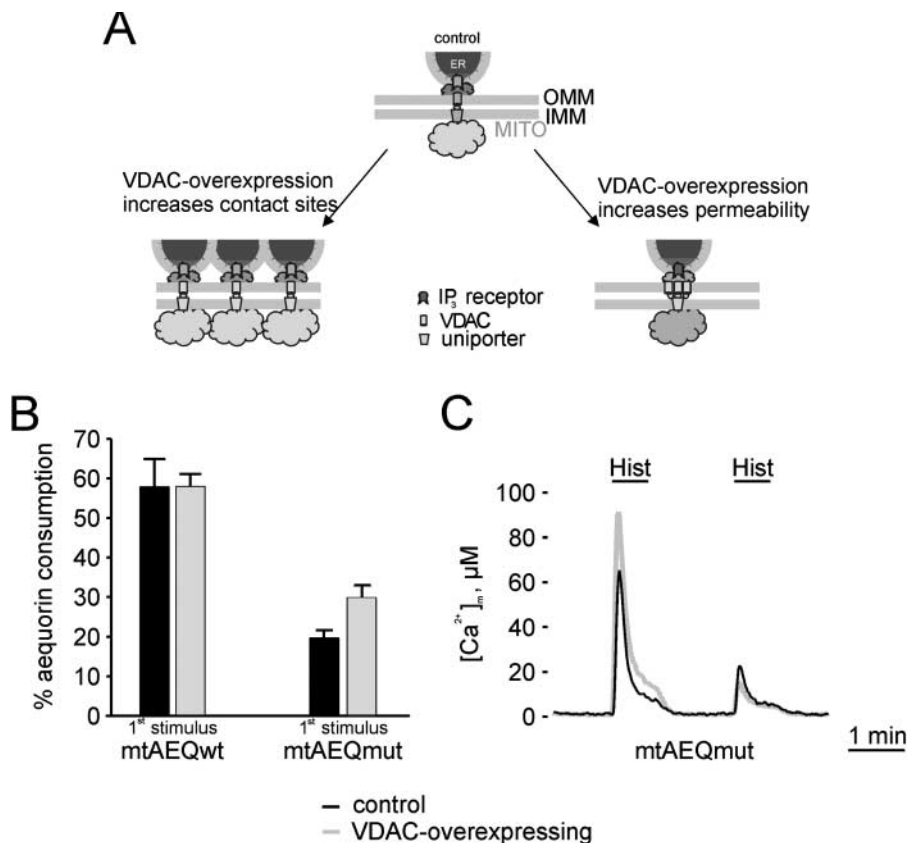 A
control
ER
OMM
IMM
MITO
VDAC-overexpression
increases contact sites
VDAC-overexpression
increases permeability
IP3 receptor
VDAC
uniporter
B
% aequorin consumption
70
60
50
40
30
20
10
0
1st stimulus
1st stimulus
mtAEQwt
mtAEQmut
C
Hist
Hist
[Ca2+]m, µM
100
80
60
40
20
0
mtAEQmut
1 min
control
VDAC-overexpressing